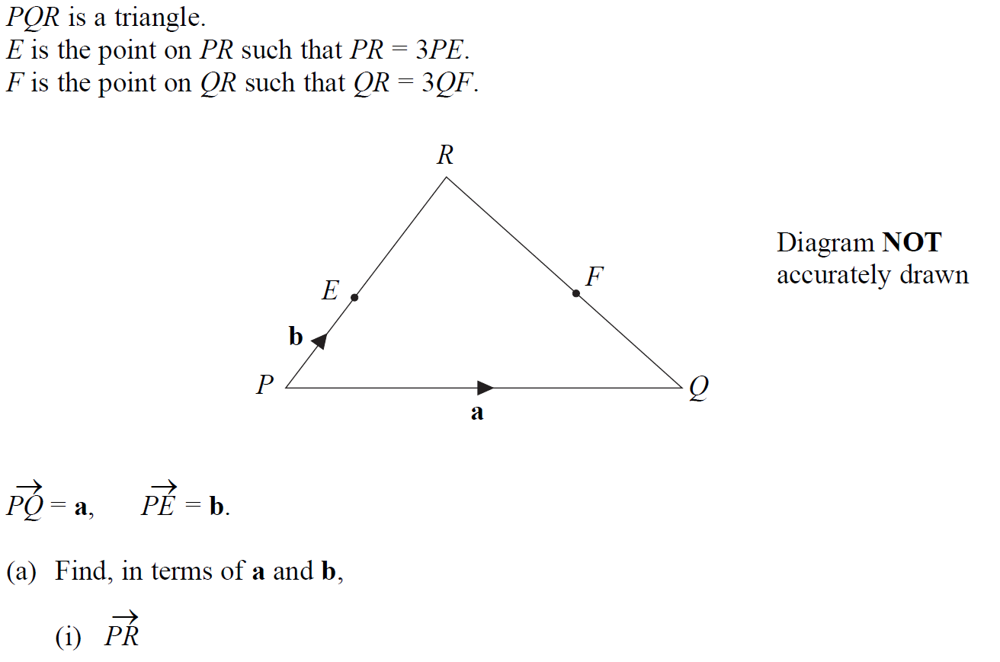 PQR is a triangle.
E is the point on PR such that PR = 3PE.
F is the point on QR such that QR = 3QF.
R
Diagram NOT
accurately drawn
F
E
b
P
Q
a
→PQ = a, →PE = b.
(a) Find, in terms of a and b,
(i) →PR